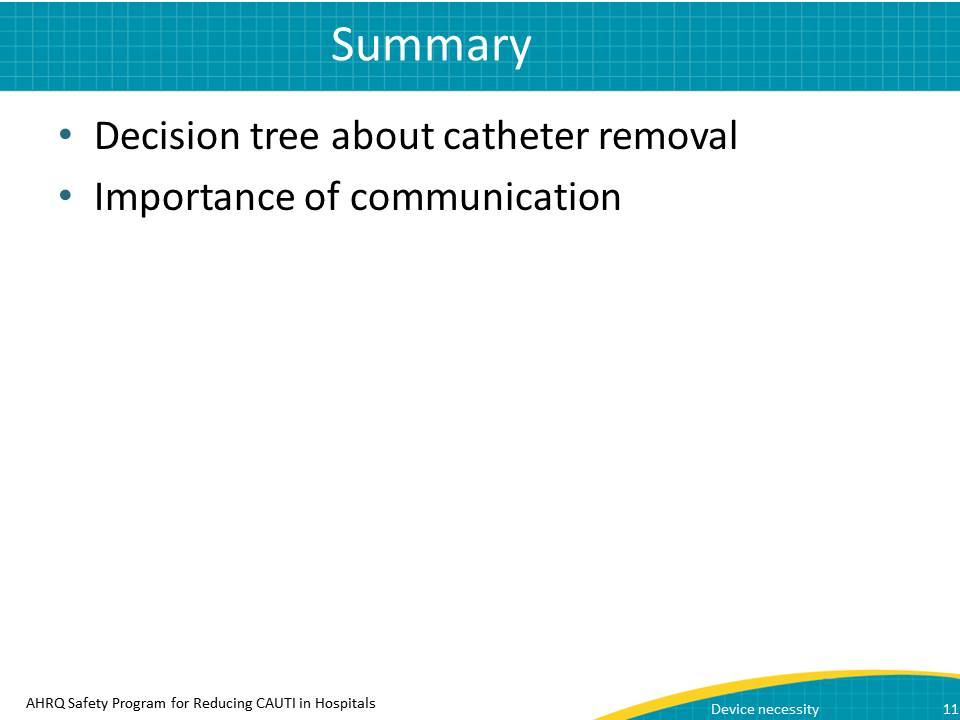 Summary
• Decision tree about catheter removal
• Importance of communication
AHRQ Safety Program for Reducing CAUTI in Hospitals
Device necessity
11